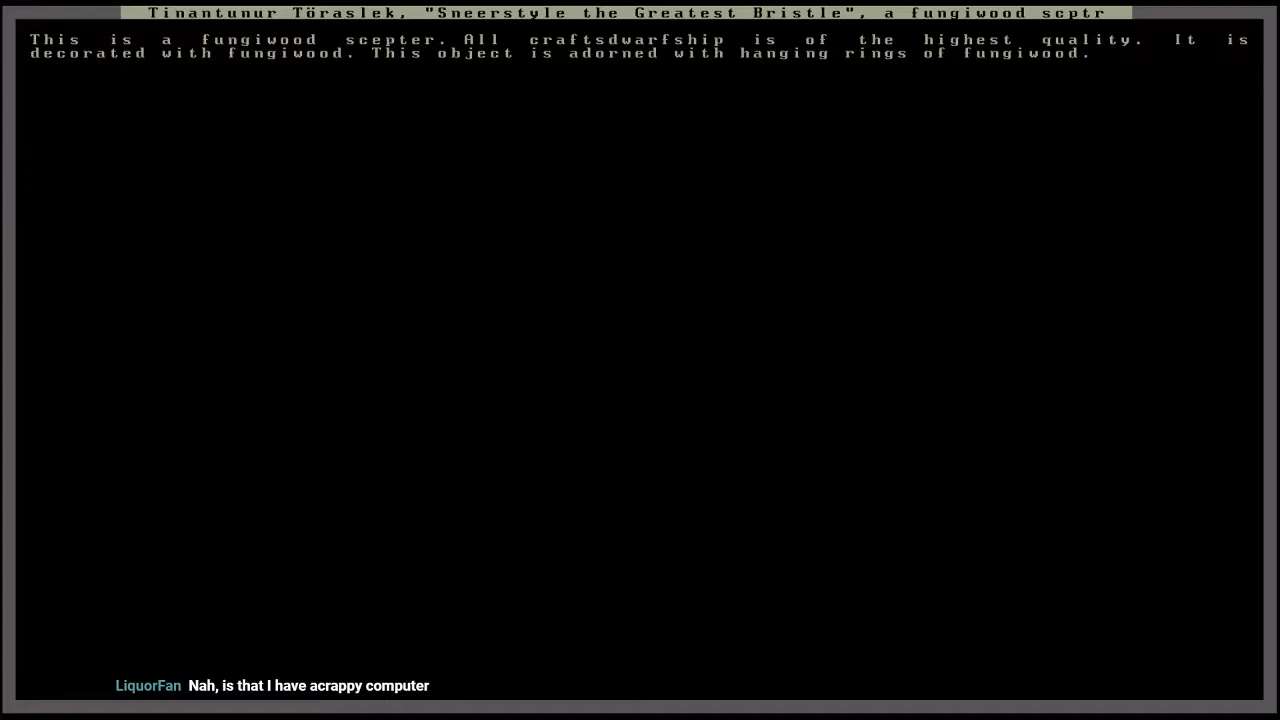 Tinantunur Töraslek, "Sneerstyle the Greatest Bristle", a fungiwood scptr
This is a fungiwood scepter. All craftsdwarfship is of the highest quality. It is
decorated with fungiwood. This object is adorned with hanging rings of fungiwood.
LiquorFan Nah, is that I have acrappy computer